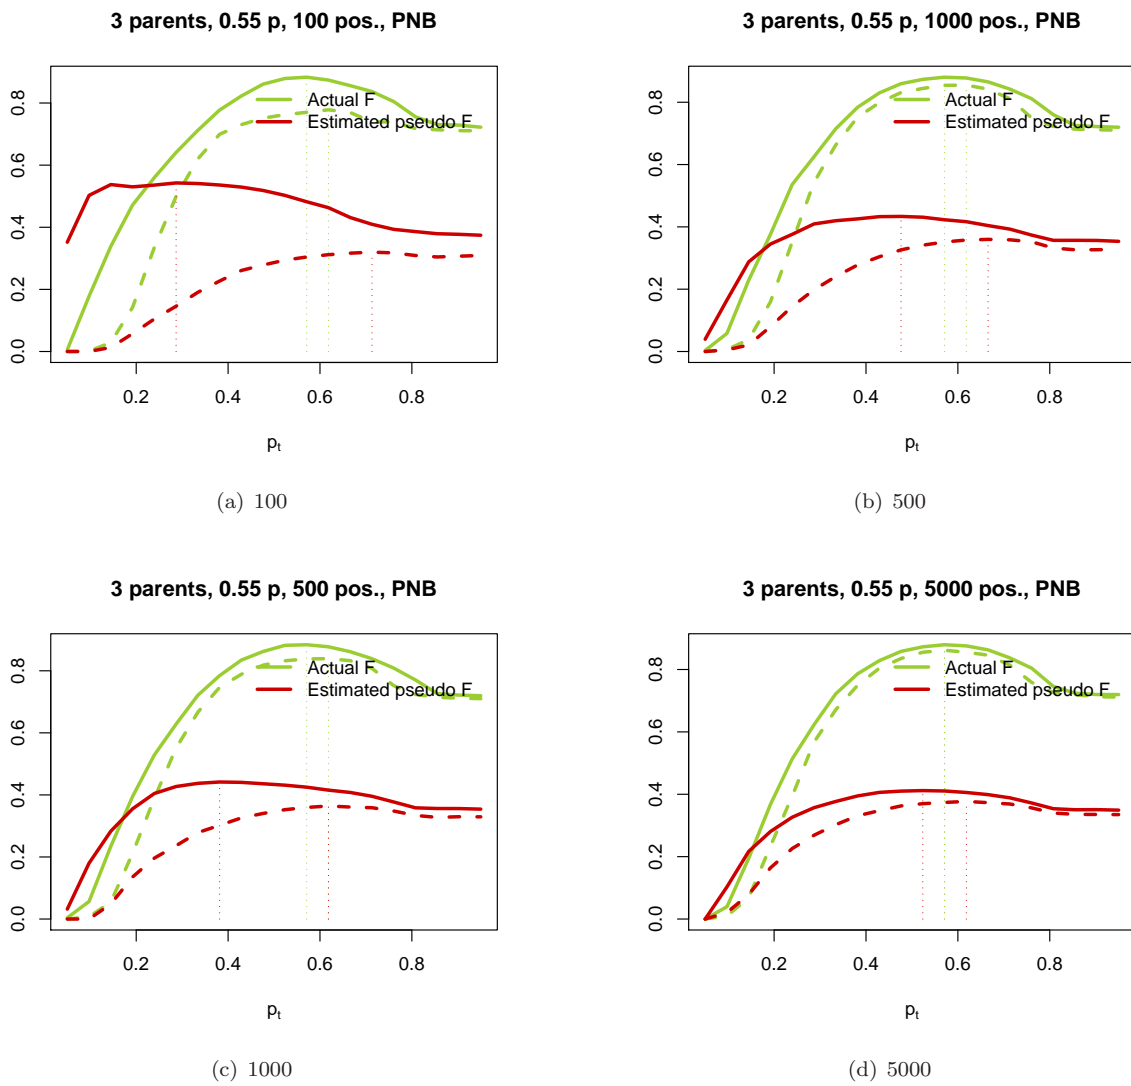 3 parents, 0.55 p, 100 pos., PNB
Actual F
Estimated pseudo F
0.0 0.2 0.4 0.6 0.8
0.2 0.4 0.6 0.8
pt
(a) 100
3 parents, 0.55 p, 1000 pos., PNB
Actual F
Estimated pseudo F
0.0 0.2 0.4 0.6 0.8
0.2 0.4 0.6 0.8
pt
(b) 500
3 parents, 0.55 p, 500 pos., PNB
Actual F
Estimated pseudo F
0.0 0.2 0.4 0.6 0.8
0.2 0.4 0.6 0.8
pt
(c) 1000
3 parents, 0.55 p, 5000 pos., PNB
Actual F
Estimated pseudo F
0.0 0.2 0.4 0.6 0.8
0.2 0.4 0.6 0.8
pt
(d) 5000